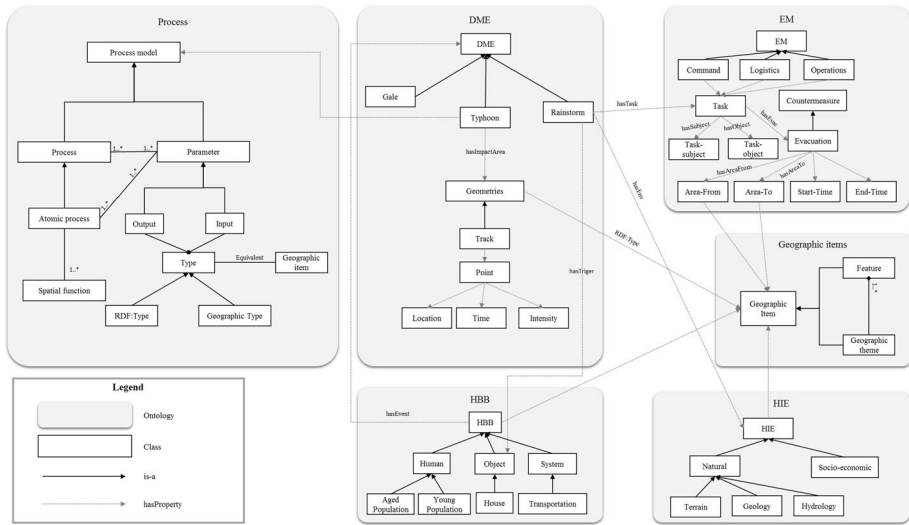 Process
Process model
Process
1..*
1..*
Parameter
1..*
1..*
Atomic process
Output
Input
1..*
Type
Equivalent
Geographic
item
Spatial function
RDF:Type
Geographic Type
DME
DME
Gale
Typhoon
Rainstorm
hasImpactArea
Geometries
Track
Point
Location
Time
Intensity
hasTask
hasEnv
hasTriger
RDF:Type
EM
EM
Command
Logistics
Operations
Task
Countermeasure
hasEvac
hasSubject
hasObject
Evacuation
Task-
subject
Task-
object
hasAreaFrom
hasAreaTo
Area-From
Area-To
Start-Time
End-Time
Geographic items
Feature
1..*
Geographic
Item
Geographic
theme
Legend
Ontology
Class
is-a
hasProperty
HBB
hasEvent
HBB
Human
Object
System
Aged
Population
Young
Population
House
Transportation
HIE
HIE
Natural
Socio-economic
Terrain
Geology
Hydrology